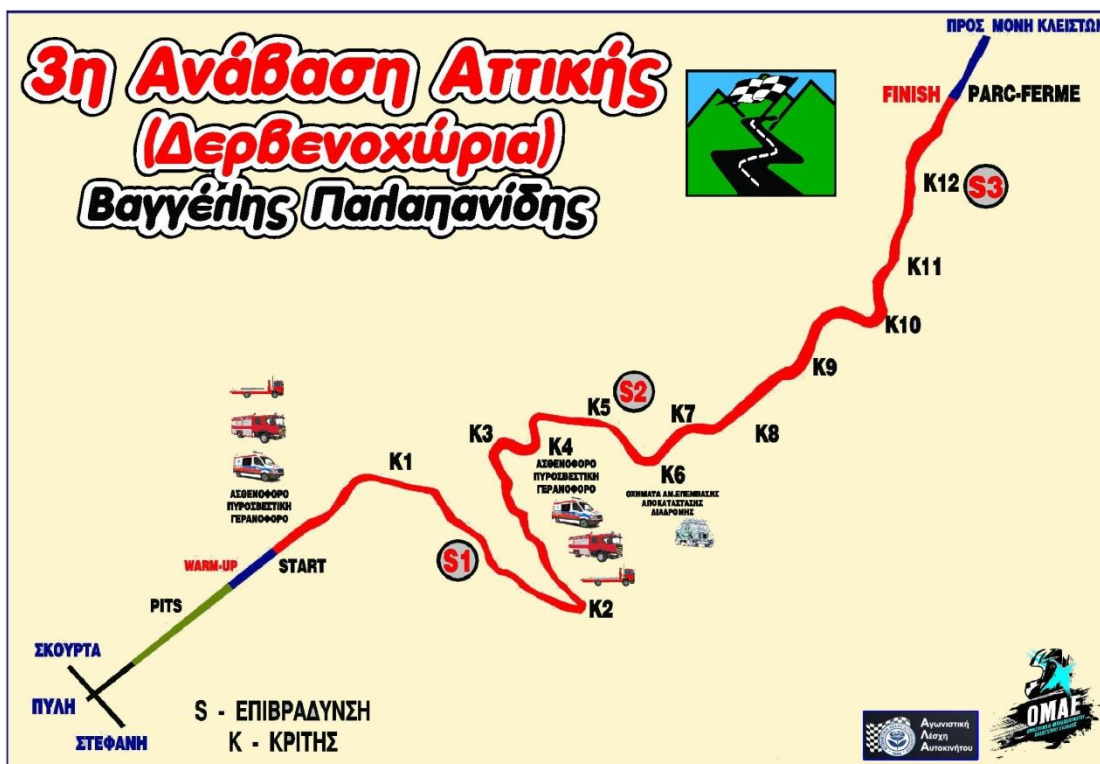 3η Ανάβαση Αττικής
(Δερβενοχώρια)
Βαγγέλης Παλαπανίδης
ΠΡΟΣ ΜΟΝΗ ΚΛΕΙΣΤΩΝ
FINISH PARC-FERME
K12 S3
K11
K10
K9
K8
K7
S2
K5
K6
ΟΧΗΜΑΤΑ ΑΜ.ΕΠΕΜΒΑΣΗΣ
ΑΠΟΚΑΤΑΣΤΑΣΗΣ
ΔΙΑΔΡΟΜΗΣ
K3
K4
ΑΣΘΕΝΟΦΟΡΟ
ΠΥΡΟΣΒΕΣΤΙΚΗ
ΓΕΡΑΝΟΦΟΡΟ
K1
ΑΣΘΕΝΟΦΟΡΟ
ΠΥΡΟΣΒΕΣΤΙΚΗ
ΓΕΡΑΝΟΦΟΡΟ
S1
K2
WARM-UP START
PITS
ΣΚΟΥΡΤΑ
ΠΥΛΗ
ΣΤΕΦΑΝΗ
S - ΕΠΙΒΡΑΔΥΝΣΗ
K - ΚΡΙΤΗΣ
Αγωνιστική
Λέσχη
Αυτοκινήτου
ΟΜΑΕ